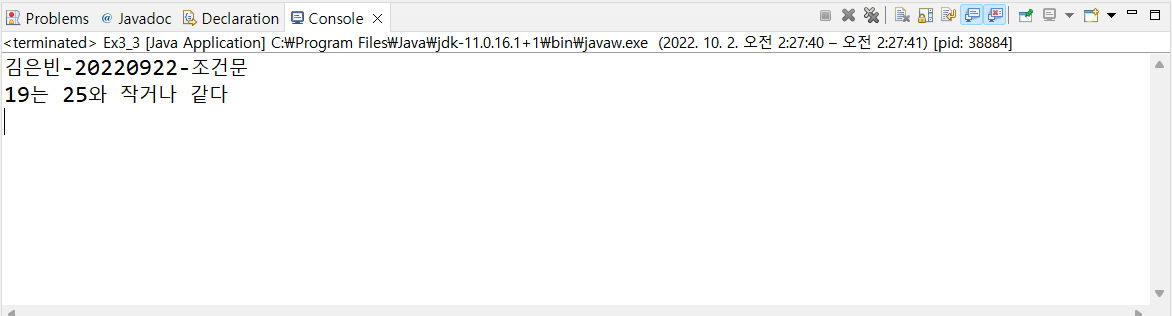 Problems @ Javadoc Declaration Console
<terminated> Ex3_3 [Java Application] C:₩Program Files₩Java₩jdk-11.0.16.1+1₩bin₩javaw.exe (2022. 10. 2. 오전 2:27:40 – 오전 2:27:41) [pid: 38884]
김은빈-20220922-조건문
19는 25와 작거나 같다